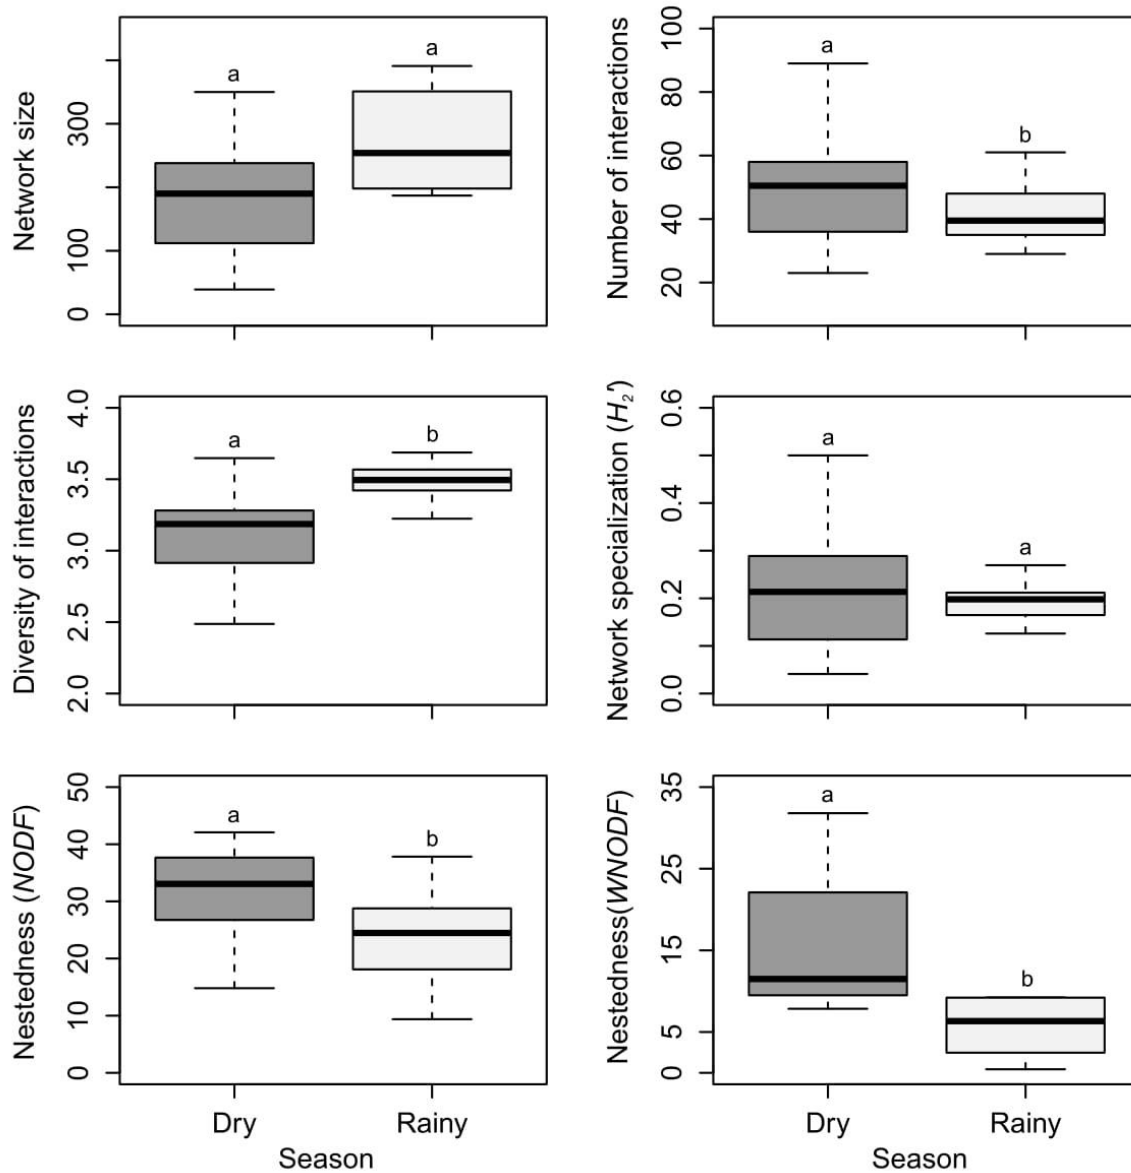 Network size
300
100
0
a
a
Number of interactions
100
80
60
40
20
a
b
Diversity of interactions
4.0
3.5
3.0
2.5
2.0
a
b
Network specialization (H₂')
0.6
0.4
0.2
0.0
a
a
Nestedness (NODF)
50
40
30
20
10
0
a
b
Dry Rainy
Season
Nestedness(WNODF)
35
25
15
5
0
a
b
Dry Rainy
Season